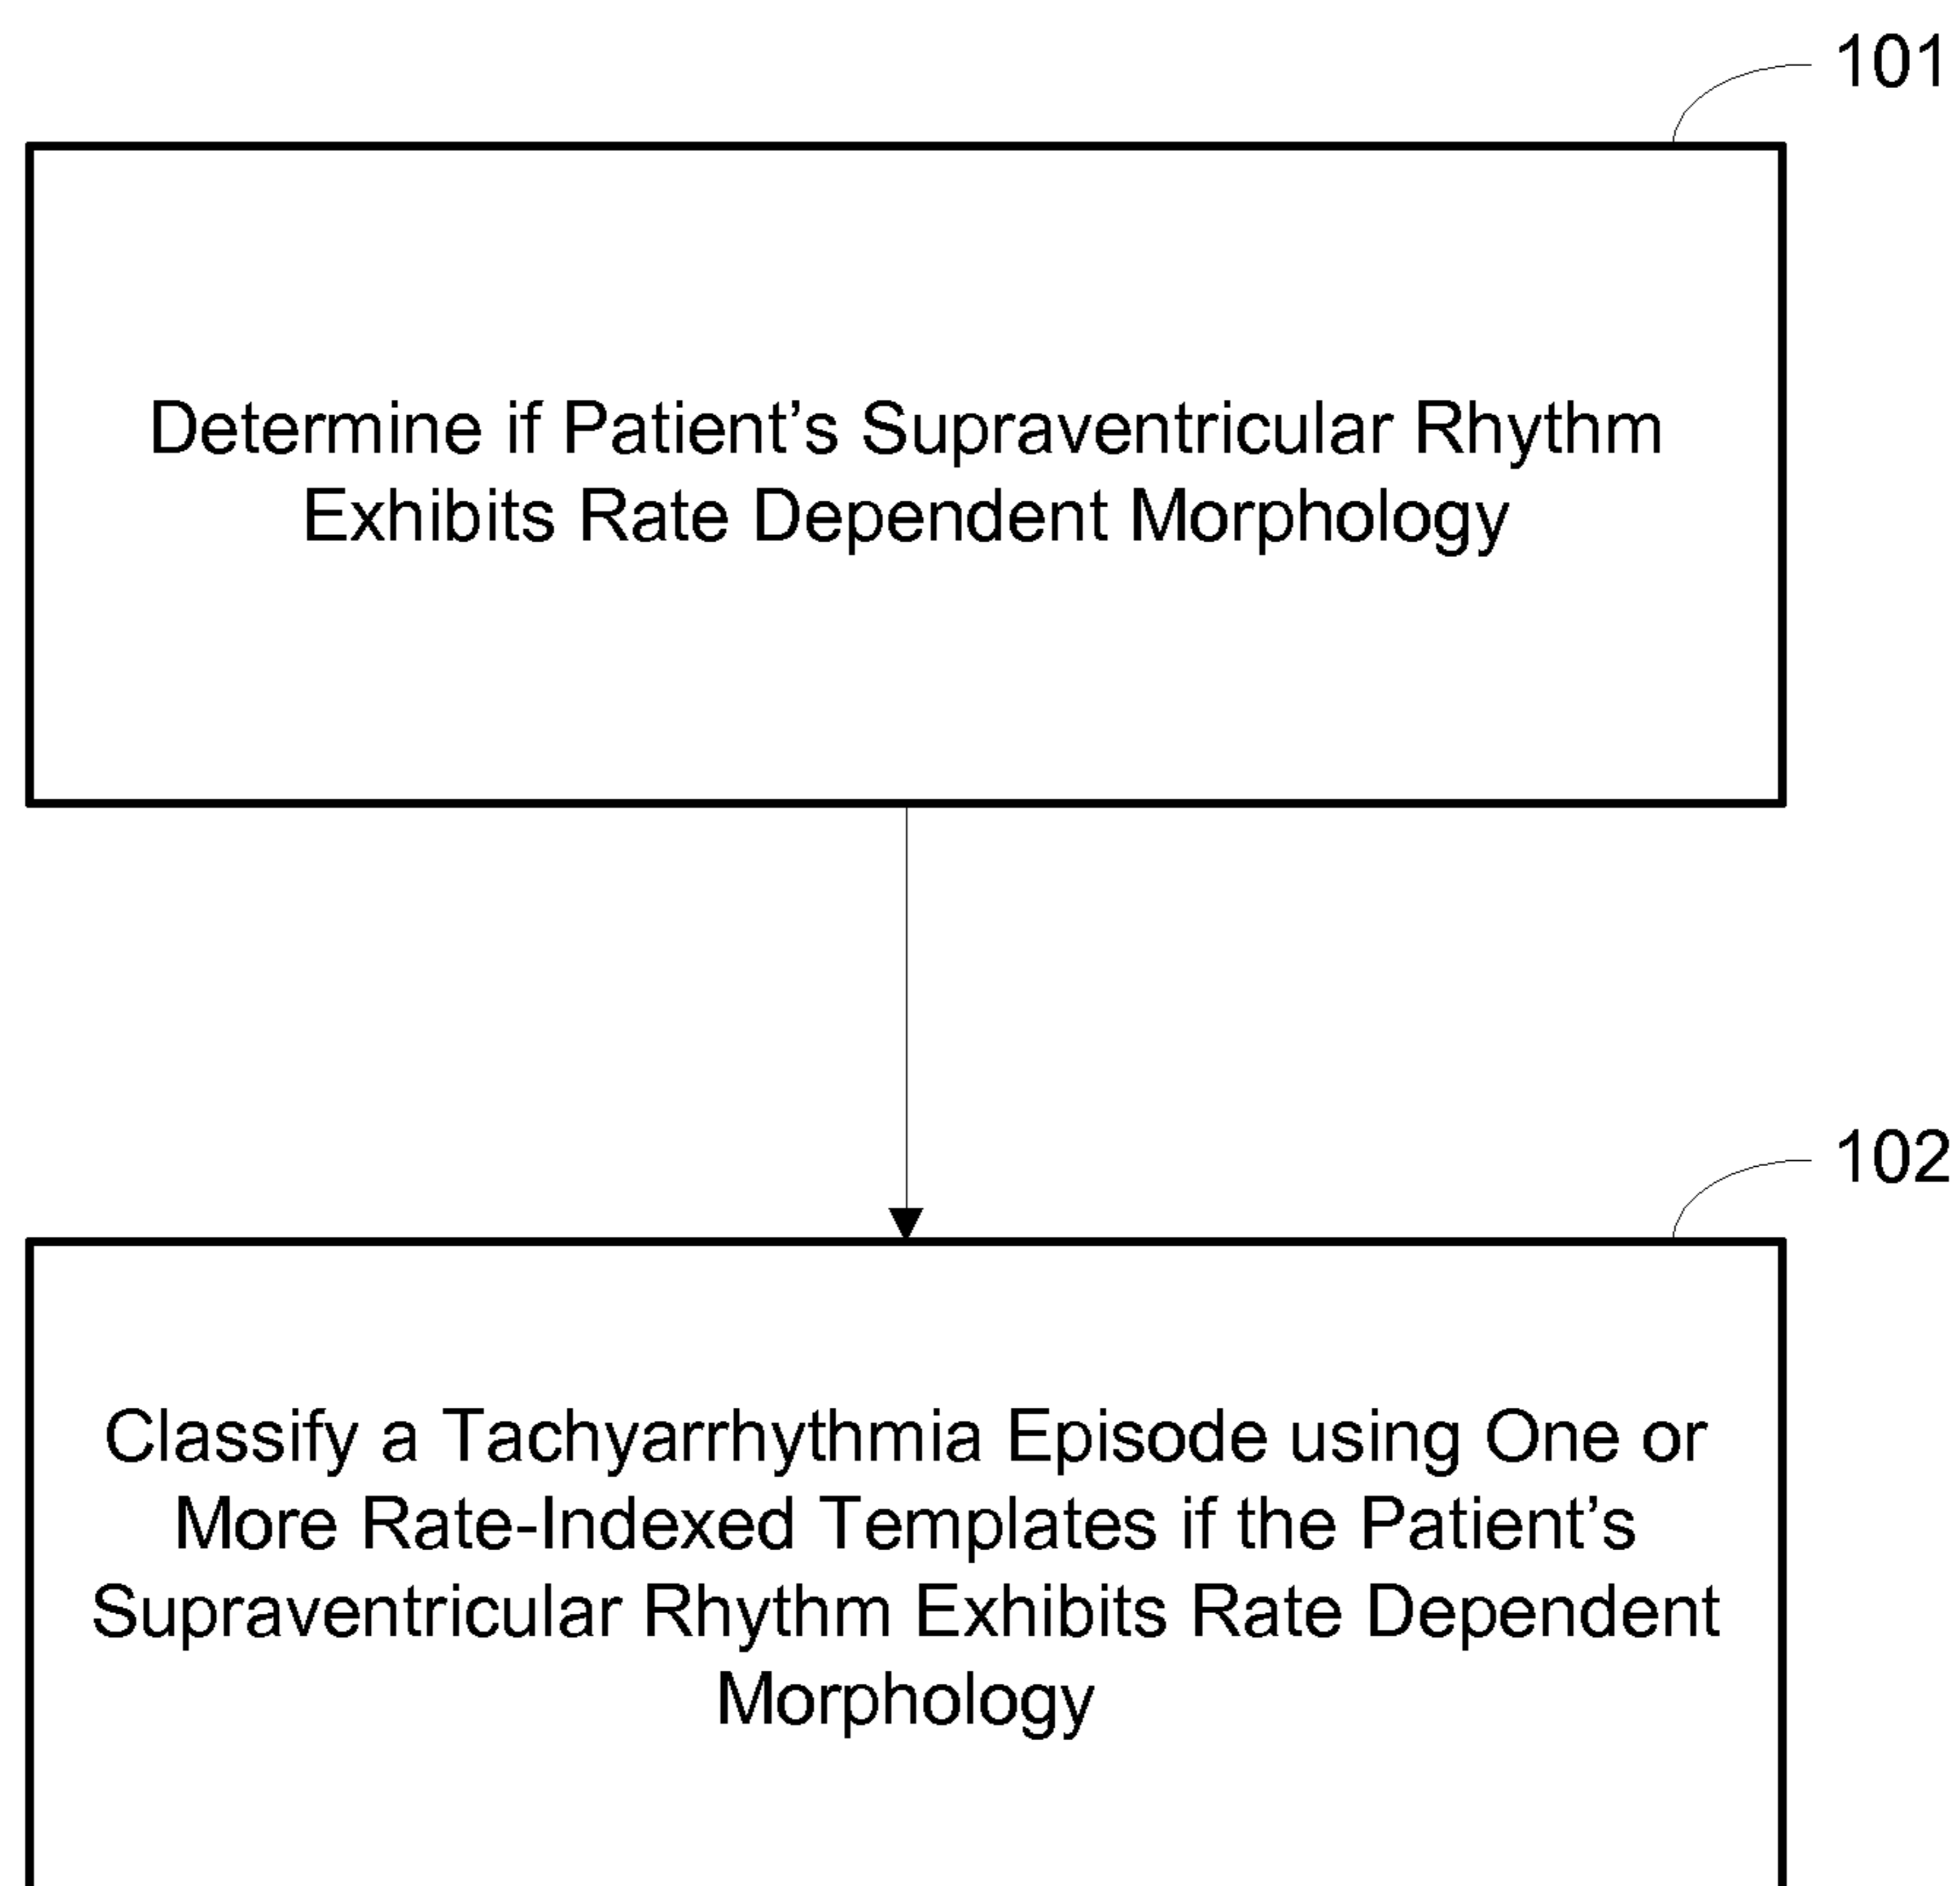 101
Determine if Patient’s Supraventricular Rhythm
Exhibits Rate Dependent Morphology
102
Classify a Tachyarrhythmia Episode using One or
More Rate-Indexed Templates if the Patient’s
Supraventricular Rhythm Exhibits Rate Dependent
Morphology